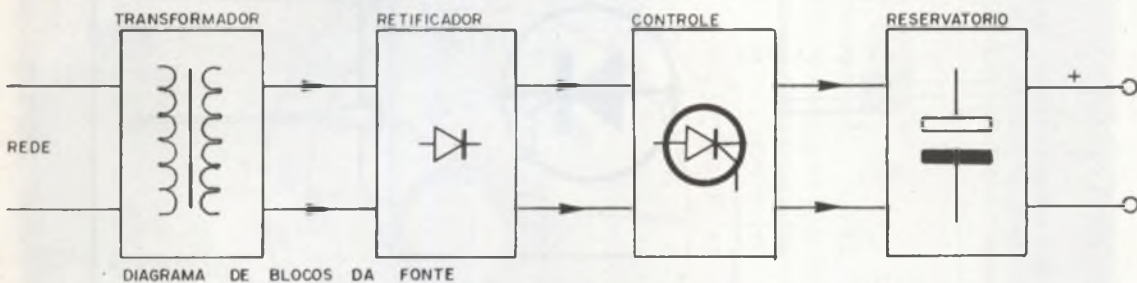 TRANSFORMADOR
RETIFICADOR
CONTROLE
RESERVATORIO
REDE
+
DIAGRAMA DE BLOCOS DA FONTE